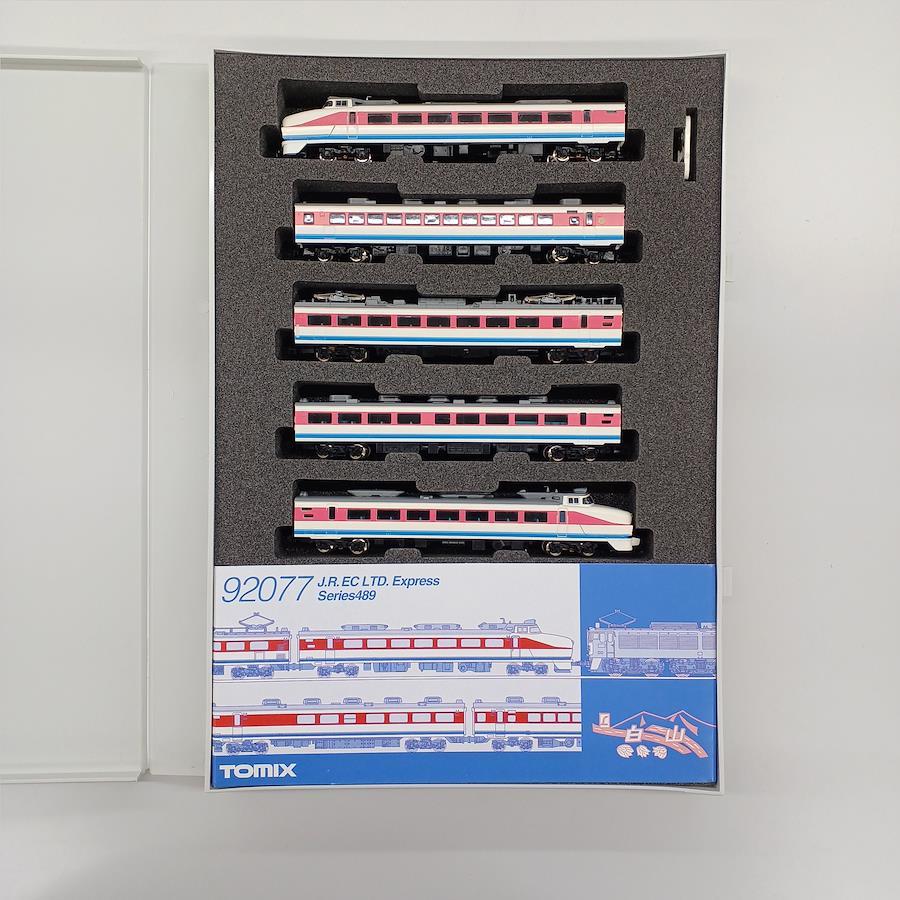 92077 J.R. EC LTD. Express
Series489
白山
TOMIX